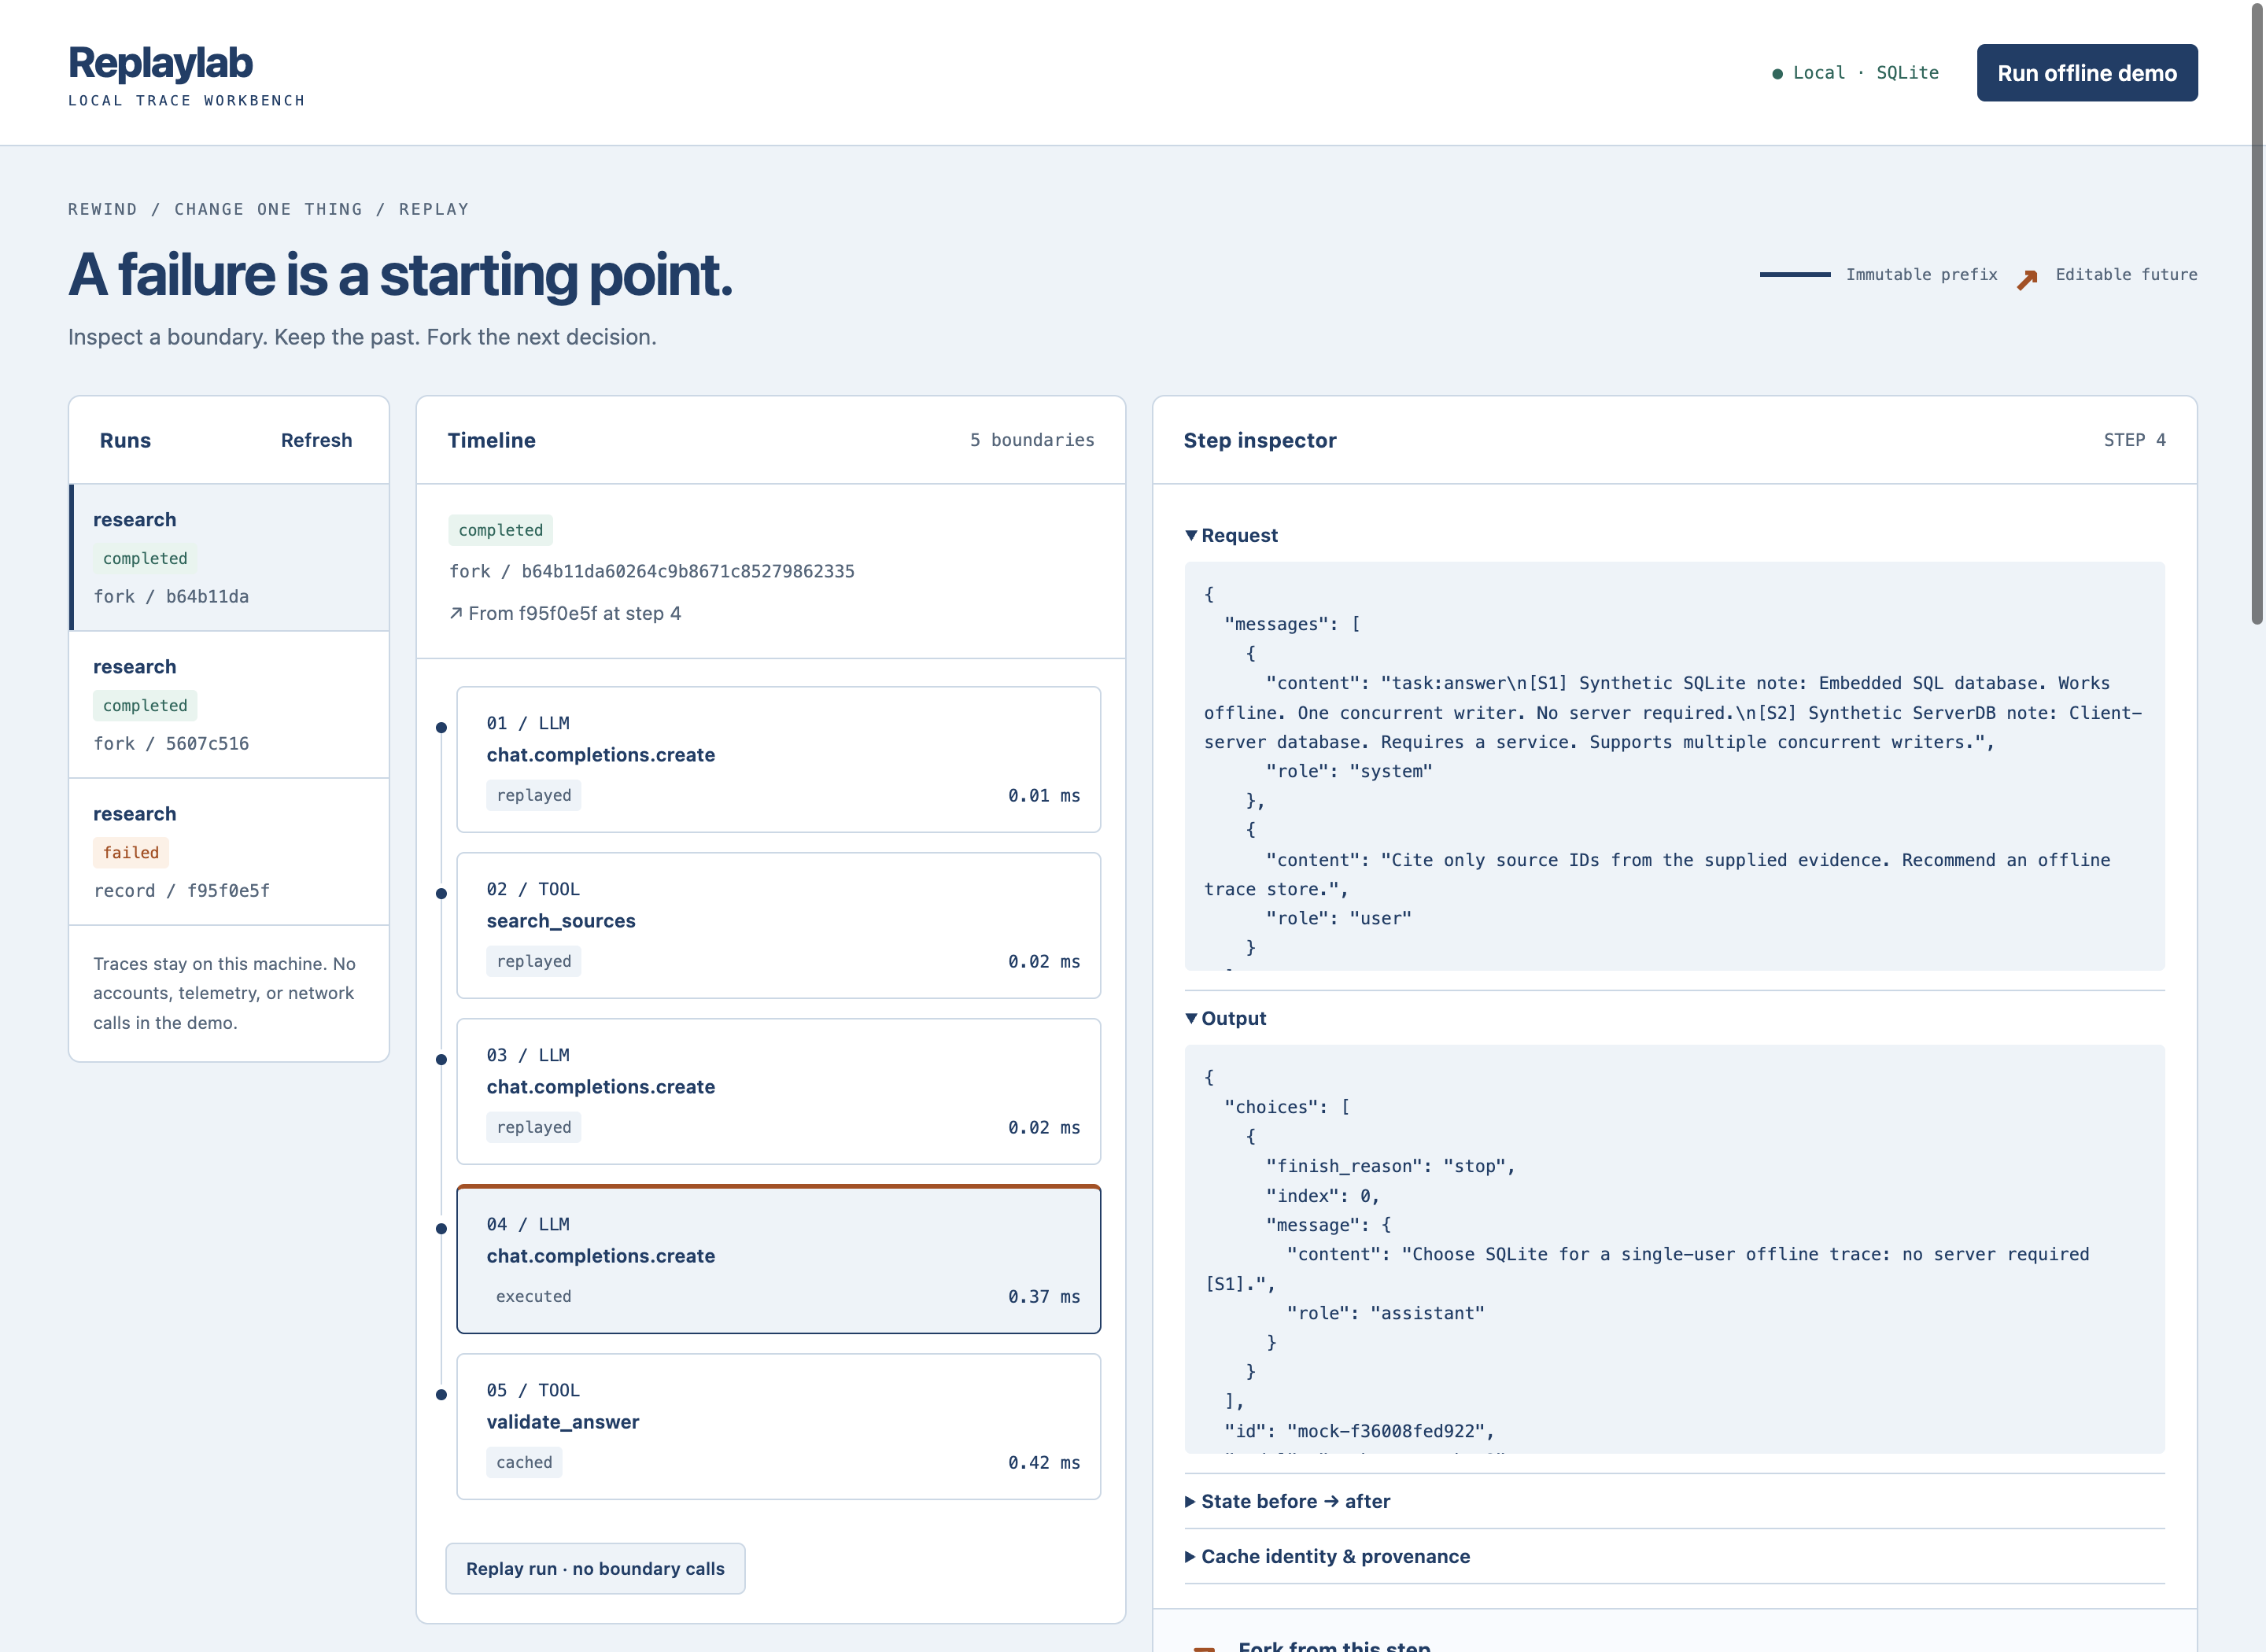 Replaylab
LOCAL TRACE WORKBENCH
Local · SQLite
Run offline demo
REWIND / CHANGE ONE THING / REPLAY
A failure is a starting point.
Inspect a boundary. Keep the past. Fork the next decision.
Immutable prefix
Editable future
Runs
Refresh
research
completed
fork / b64b11da
research
completed
fork / 5607c516
research
failed
record / f95f0e5f
Traces stay on this machine. No
accounts, telemetry, or network
calls in the demo.
Timeline
5 boundaries
completed
fork / b64b11da60264c9b8671c85279862335
↗ From f95f0e5f at step 4
01 / LLM
chat.completions.create
replayed
0.01 ms
02 / TOOL
search_sources
replayed
0.02 ms
03 / LLM
chat.completions.create
replayed
0.02 ms
04 / LLM
chat.completions.create
executed
0.37 ms
05 / TOOL
validate_answer
cached
0.42 ms
Replay run · no boundary calls
Step inspector
STEP 4
▼ Request
{
"messages": [
{
"content": "task:answer\n[S1] Synthetic SQLite note: Embedded SQL database. Works
offline. One concurrent writer. No server required.\n[S2] Synthetic ServerDB note: Client-
server database. Requires a service. Supports multiple concurrent writers.",
"role": "system"
},
{
"content": "Cite only source IDs from the supplied evidence. Recommend an offline
trace store.",
"role": "user"
}
▼ Output
{
"choices": [
{
"finish_reason": "stop",
"index": 0,
"message": {
"content": "Choose SQLite for a single-user offline trace: no server required
[S1].",
"role": "assistant"
}
}
],
"id": "mock-f36008fed922",
▶ State before → after
▶ Cache identity & provenance
Fork from this step